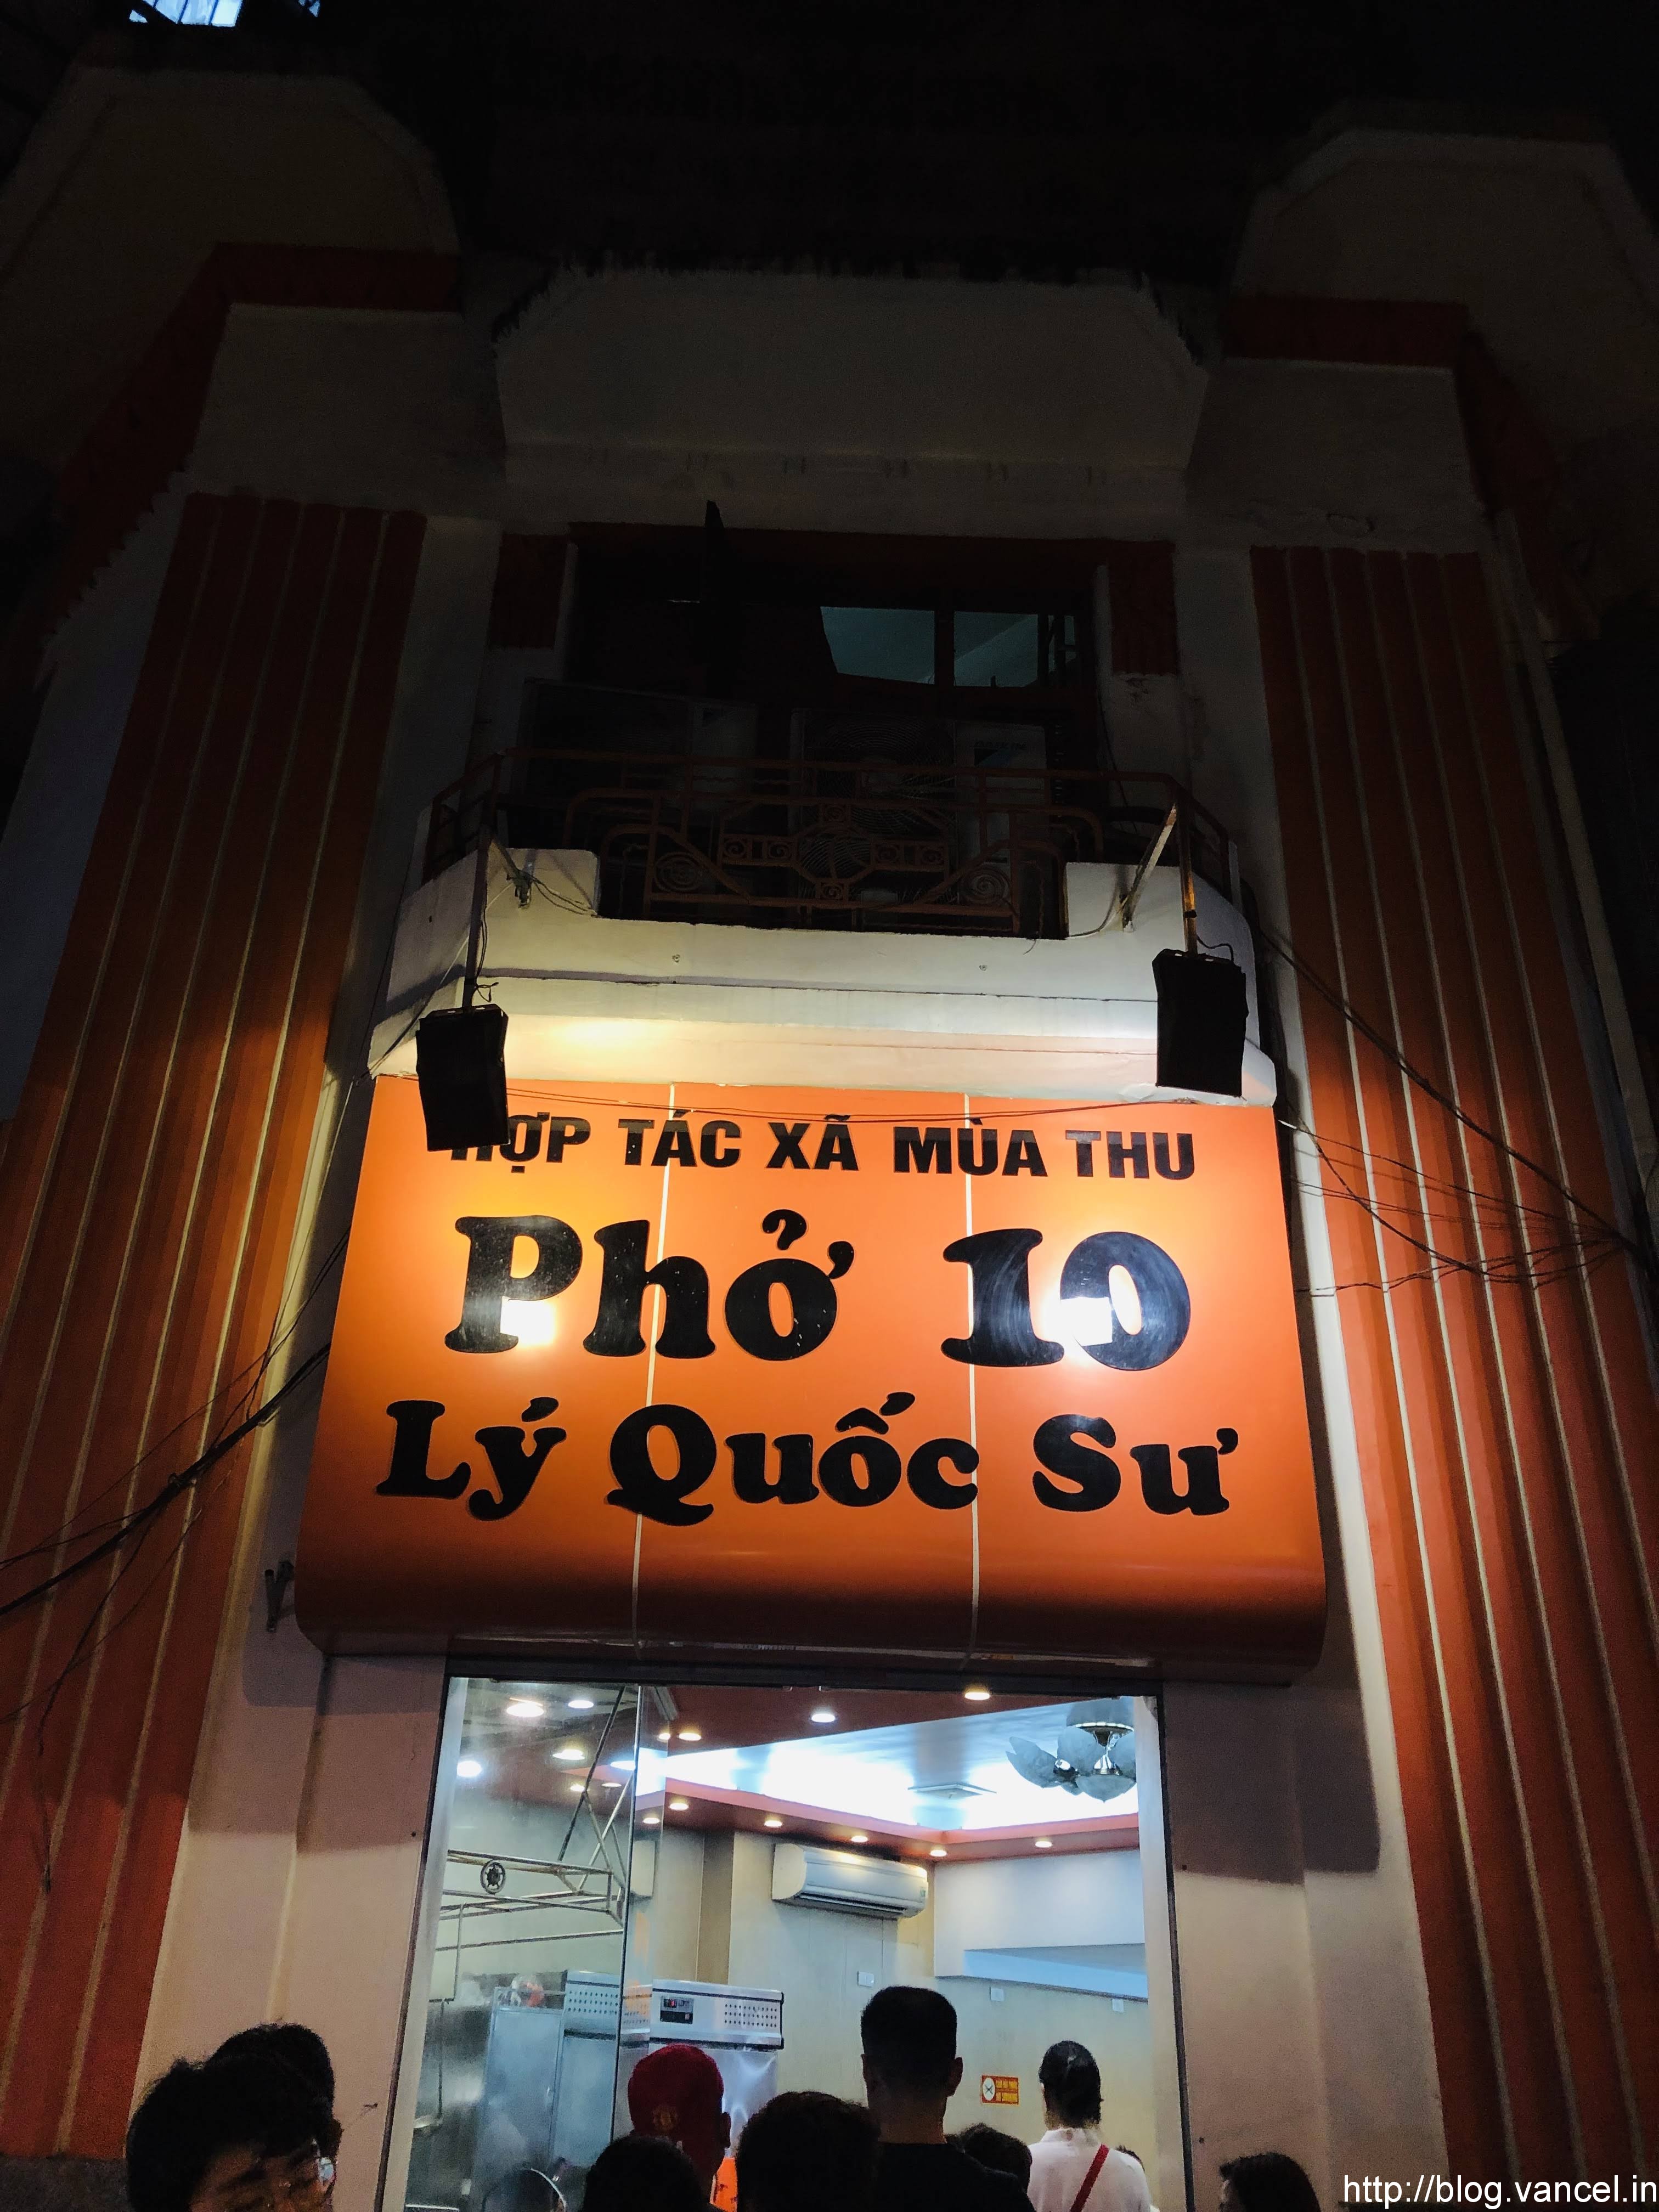 HỢP TÁC XÃ MÙA THU
Phở 10
Lý Quốc Sư
http://blog.vancel.in